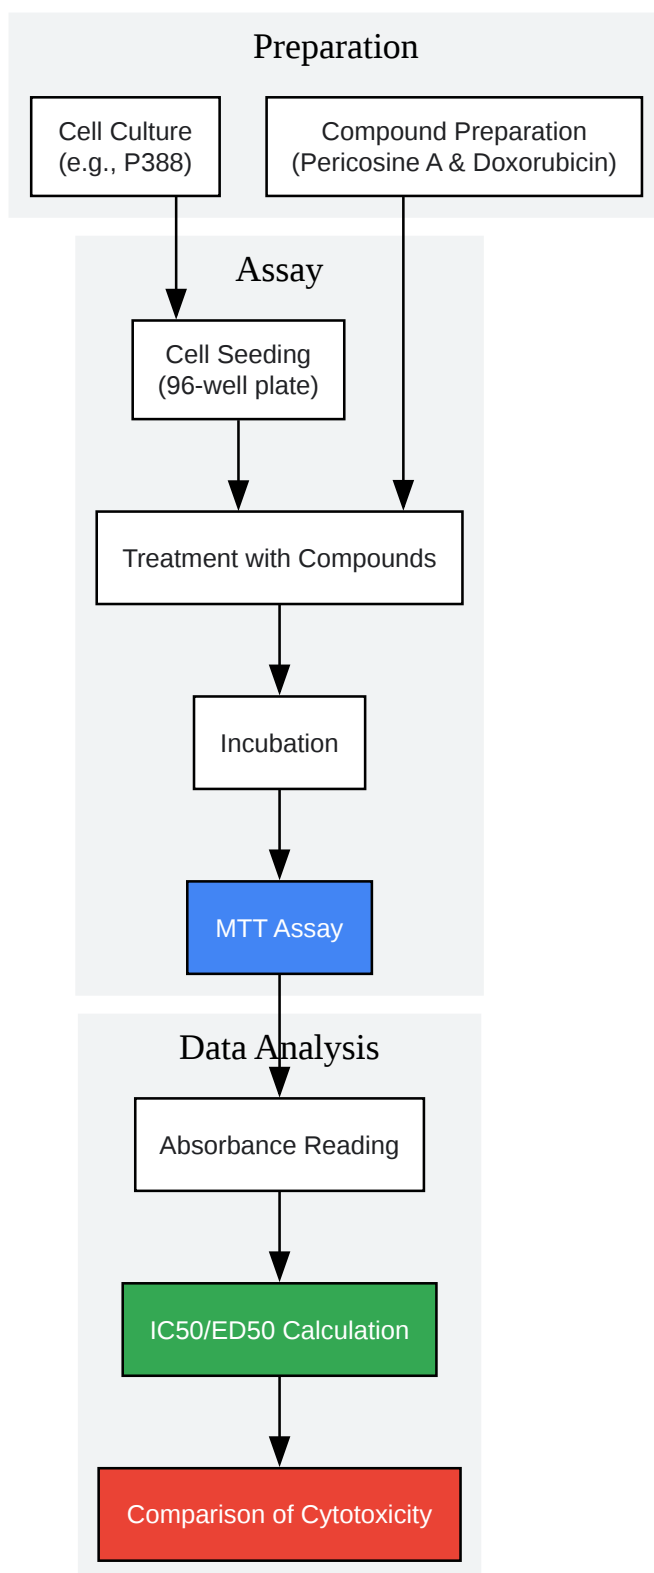 Preparation
Cell Culture
(e.g., P388)
Compound Preparation
(Pericosine A & Doxorubicin)
Assay
Cell Seeding
(96-well plate)
Treatment with Compounds
Incubation
MTT Assay
Data Analysis
Absorbance Reading
IC50/ED50 Calculation
Comparison of Cytotoxicity